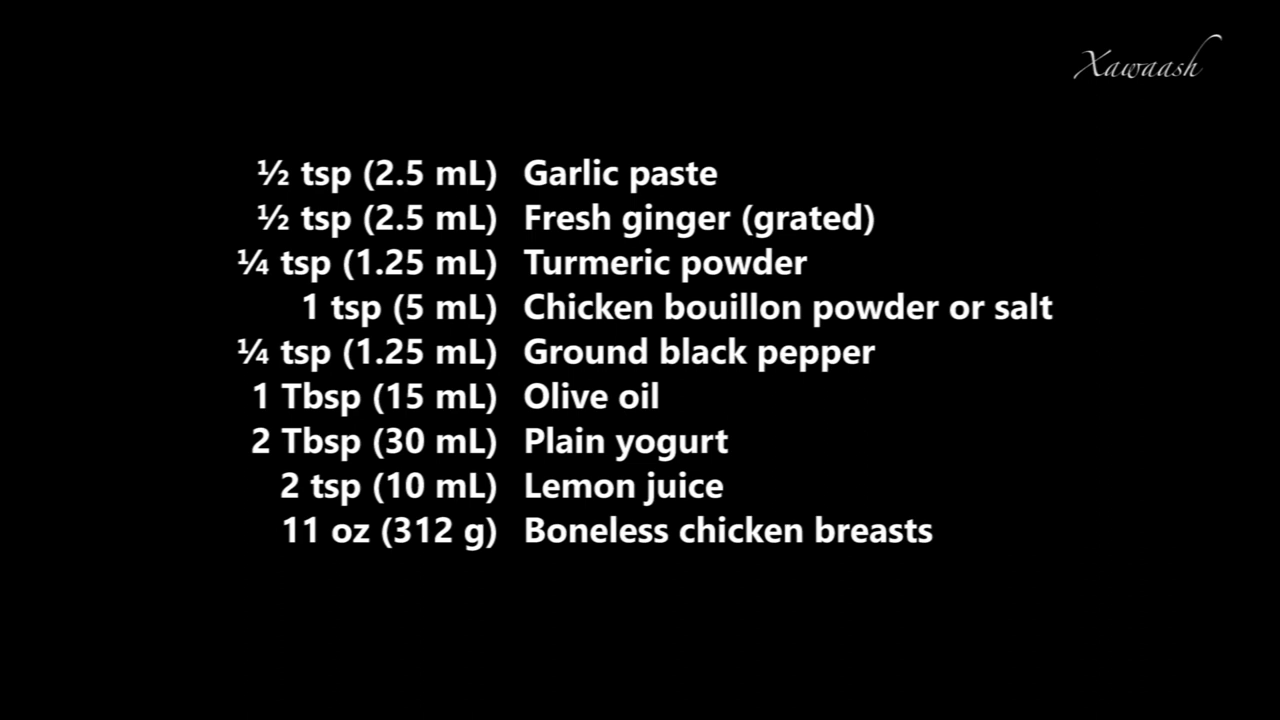 Xawaash
½ tsp (2.5 mL) Garlic paste
½ tsp (2.5 mL) Fresh ginger (grated)
¼ tsp (1.25 mL) Turmeric powder
1 tsp (5 mL) Chicken bouillon powder or salt
¼ tsp (1.25 mL) Ground black pepper
1 Tbsp (15 mL) Olive oil
2 Tbsp (30 mL) Plain yogurt
2 tsp (10 mL) Lemon juice
11 oz (312 g) Boneless chicken breasts